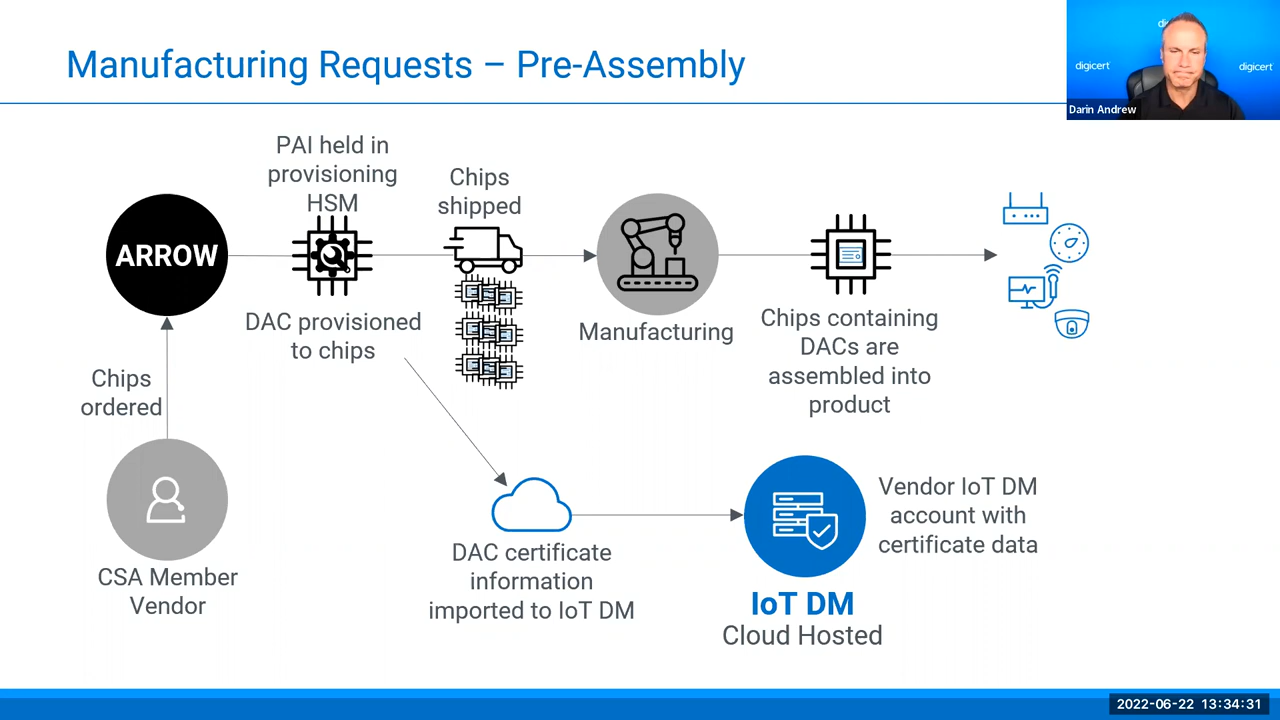 Manufacturing Requests – Pre-Assembly
digicert
digicert
Darin Andrew
PAI held in
provisioning
HSM
Chips
shipped
ARROW
DAC provisioned
to chips
Manufacturing
Chips containing
DACs are
assembled into
product
Chips
ordered
CSA Member
Vendor
DAC certificate
information
imported to IoT DM
Vendor IoT DM
account with
certificate data
IoT DM
Cloud Hosted
2022-06-22 13:34:31